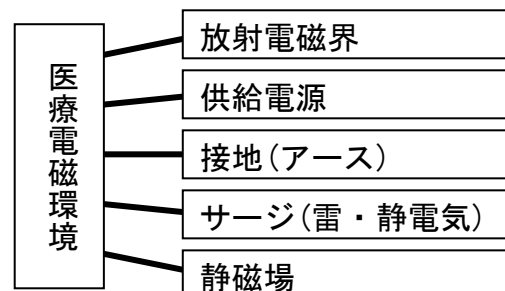 医療電磁環境
放射電磁界
供給電源
接地(アース)
サージ(雷・静電気)
静磁場